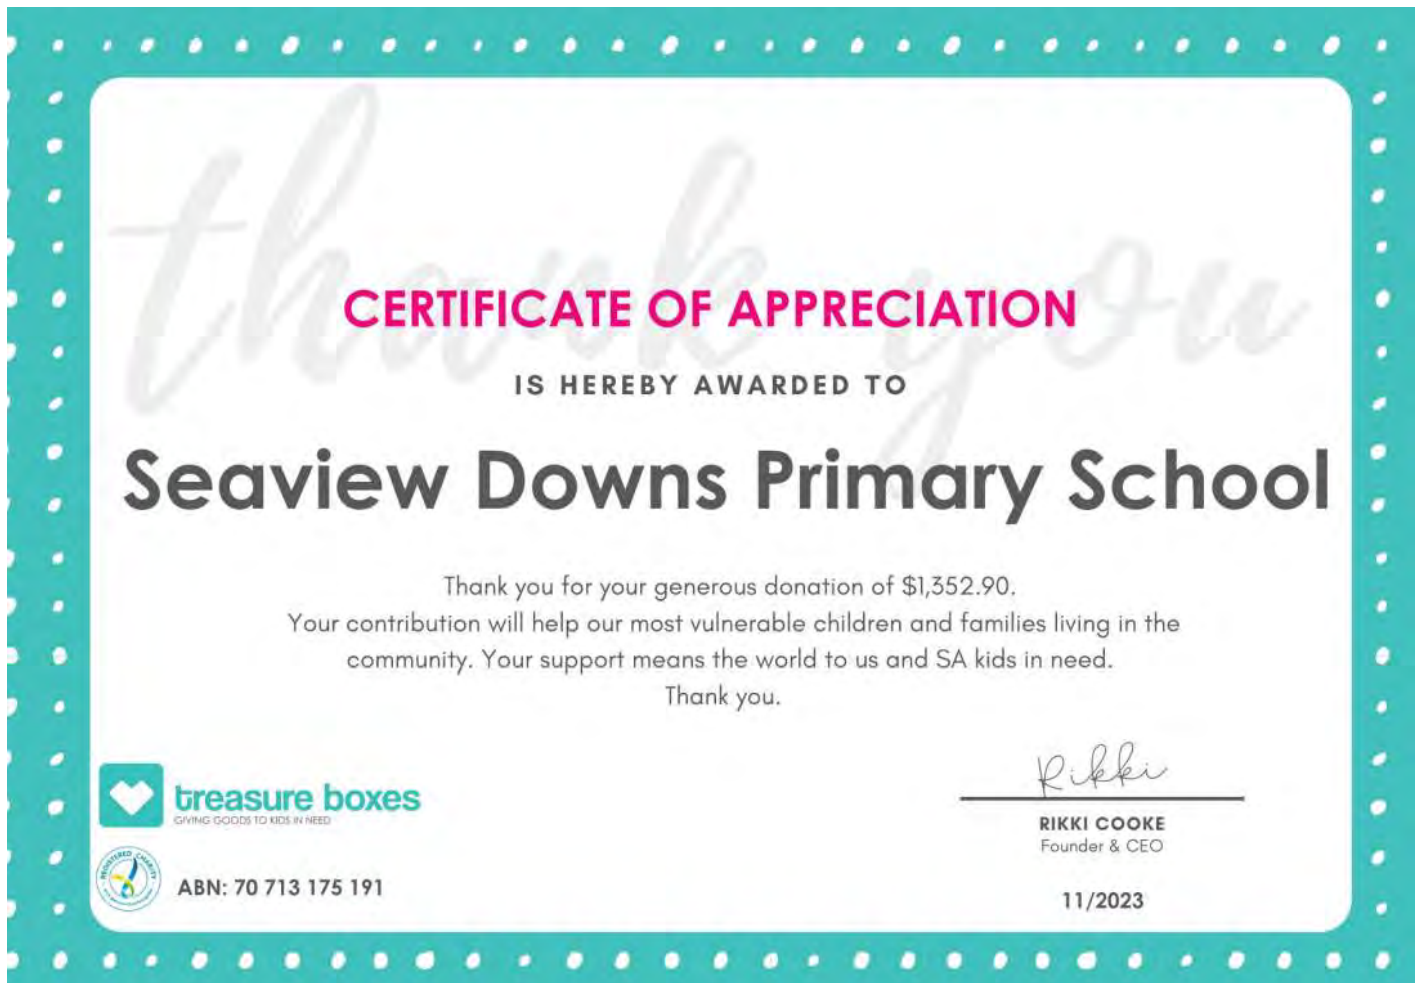 thank you
CERTIFICATE OF APPRECIATION
IS HEREBY AWARDED TO
Seaview Downs Primary School
Thank you for your generous donation of $1,352.90.
Your contribution will help our most vulnerable children and families living in the
community. Your support means the world to us and SA kids in need.
Thank you.
treasure boxes
GIVING GOODS TO KIDS IN NEED
REGISTERED CHARITY
ABN: 70 713 175 191
Rikki
RIKKI COOKE
Founder & CEO
11/2023